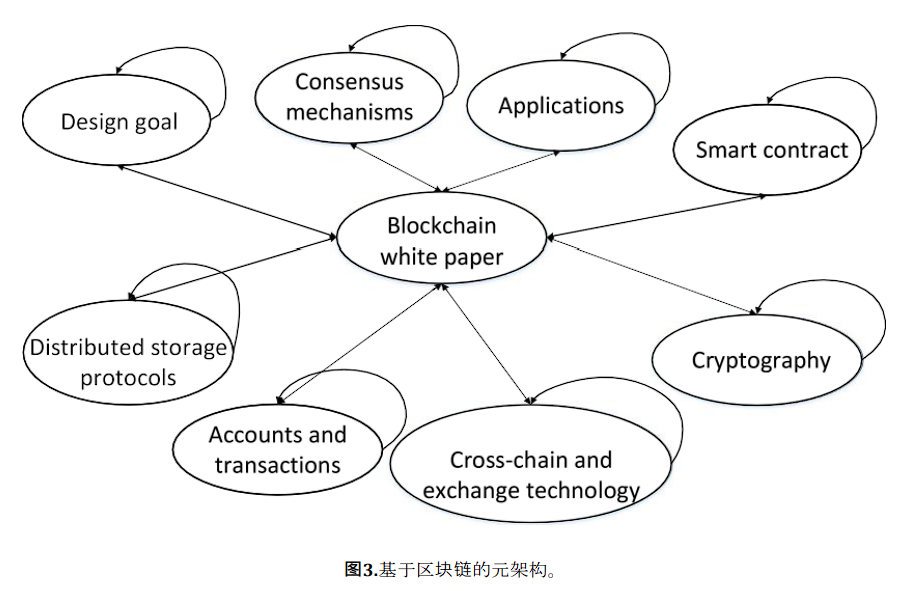 Design goal
Consensus
mechanisms
Applications
Smart contract
Blockchain
white paper
Distributed storage
protocols
Accounts and
transactions
Cross-chain and
exchange technology
Cryptography
图3.基于区块链的元架构。